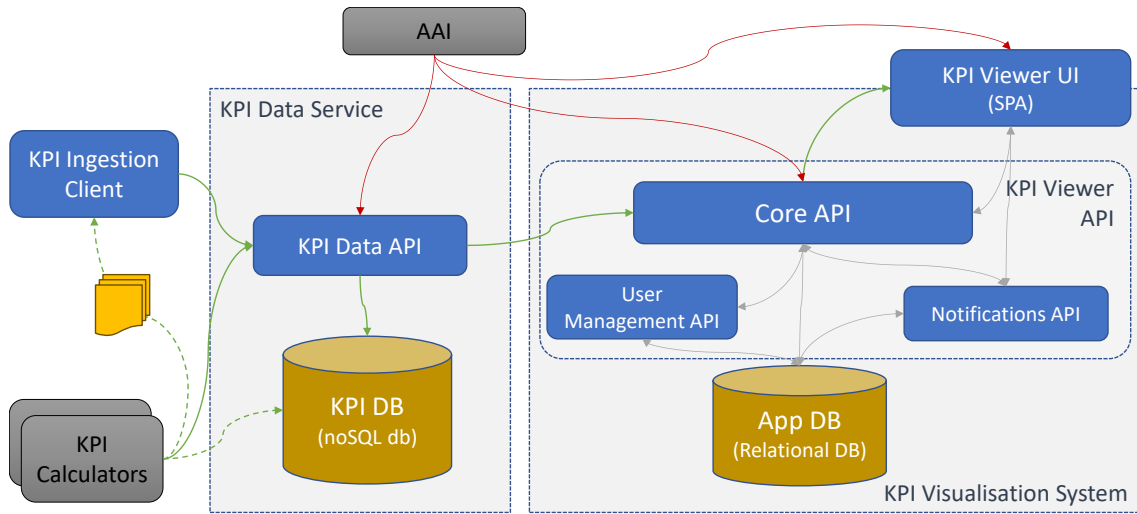 AAI
KPI Viewer UI
(SPA)
KPI Data Service
KPI Ingestion
Client
KPI Viewer
API
Core API
KPI Data API
User
Management API
Notifications API
KPI DB
(noSQL db)
App DB
(Relational DB)
KPI
Calculators
KPI Visualisation System